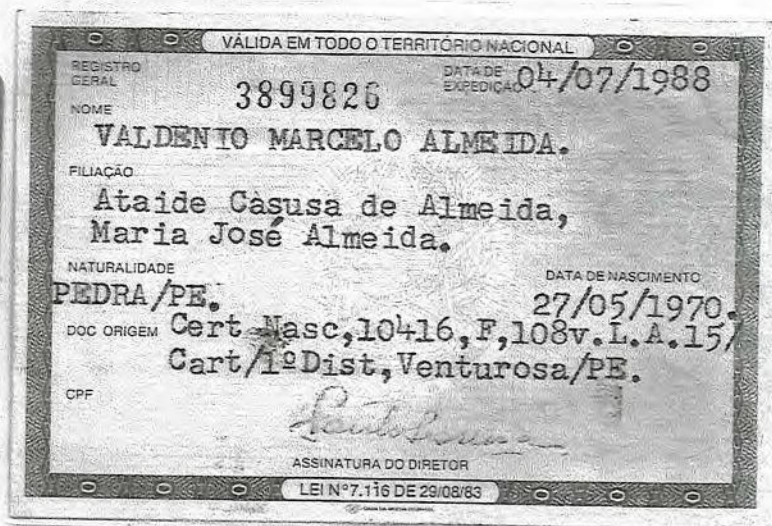 VÁLIDA EM TODO O TERRITÓRIO NACIONAL
REGISTRO GERAL 3899826 DATA DE EXPEDIÇÃO 04/07/1988
NOME
VALDENIO MARCELO ALMEIDA.
FILIAÇÃO
Ataide Càsusa de Almeida,
Maria José Almeida.
NATURALIDADE DATA DE NASCIMENTO
PEDRA/PE. 27/05/1970.
DOC ORIGEM Cert Nasc,10416,F,108v.L.A.15/
Cart/1ºDist,Venturosa/PE.
CPF
ASSINATURA DO DIRETOR
LEI Nº7.116 DE 29/08/83